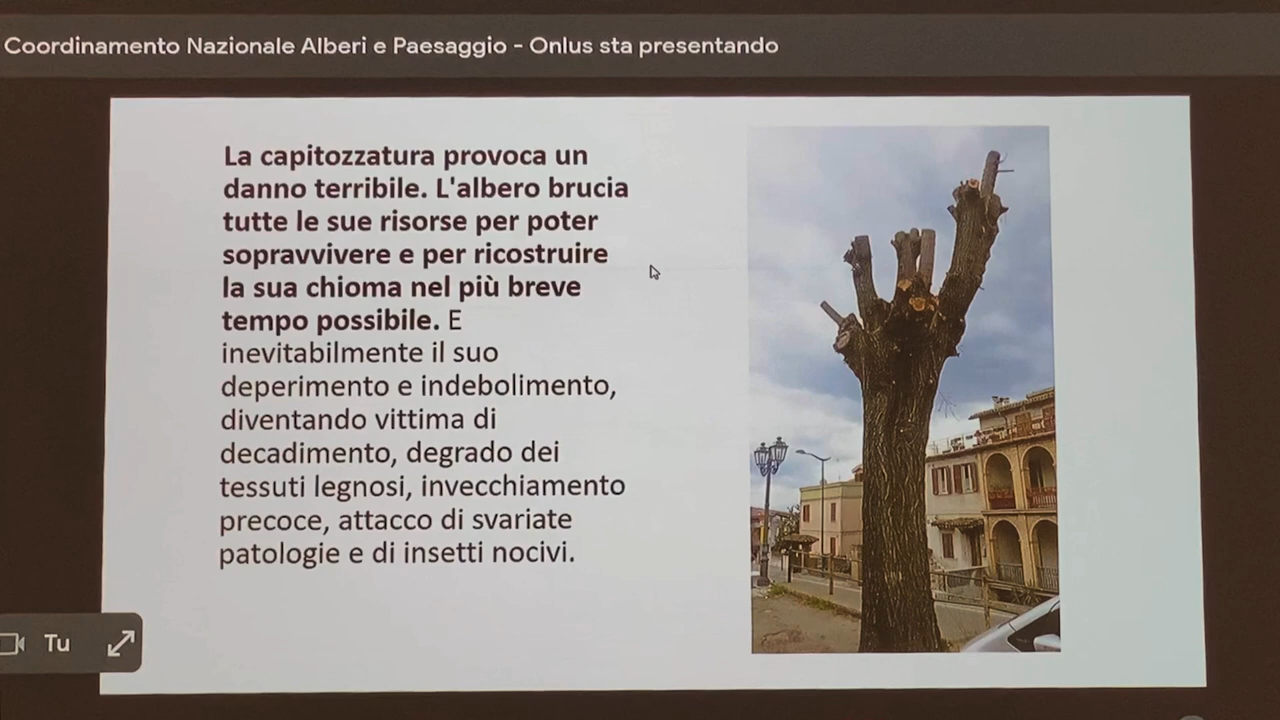 Coordinamento Nazionale Alberi e Paesaggio - Onlus sta presentando
La capitozzatura provoca un
danno terribile. L'albero brucia
tutte le sue risorse per poter
sopravvivere e per ricostruire
la sua chioma nel più breve
tempo possibile. E
inevitabilmente il suo
deperimento e indebolimento,
diventando vittima di
decadimento, degrado dei
tessuti legnosi, invecchiamento
precoce, attacco di svariate
patologie e di insetti nocivi.
Tu